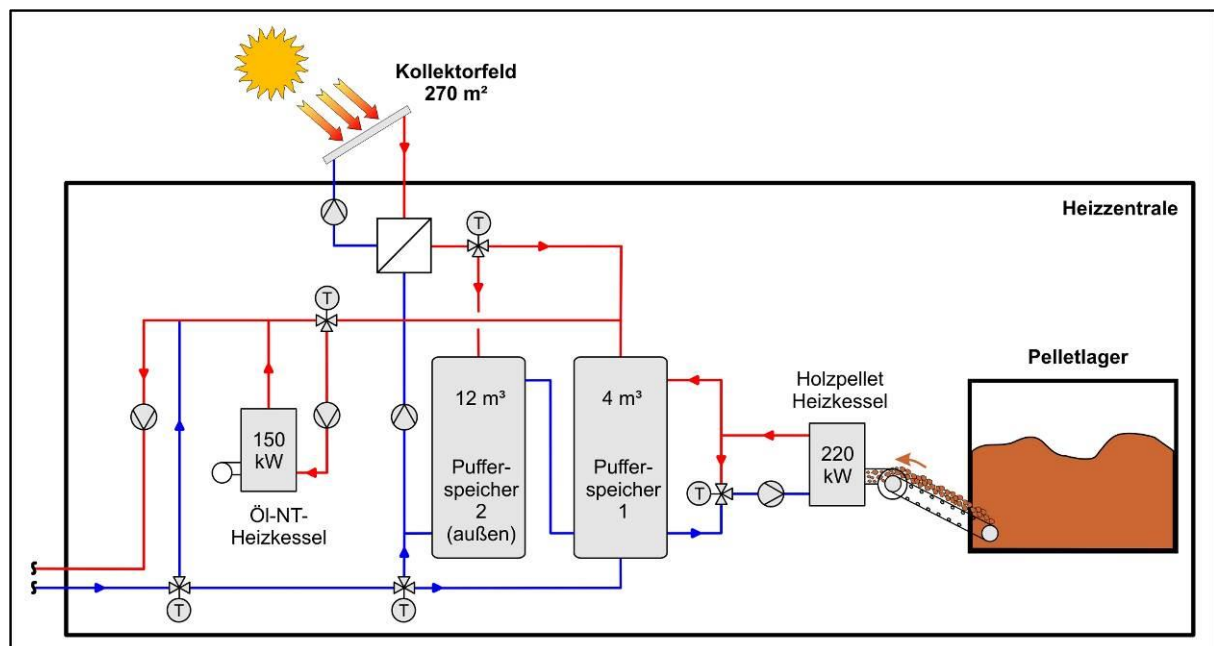 Kollektorfeld
270 m²
Heizzentrale
T
T
Pelletlager
Holzpellet
Heizkessel
12 m³
4 m³
150
kW
220
kW
Puffer-
speicher
2
(außen)
Puffer-
speicher
1
T
Öl-NT-
Heizkessel
T
T